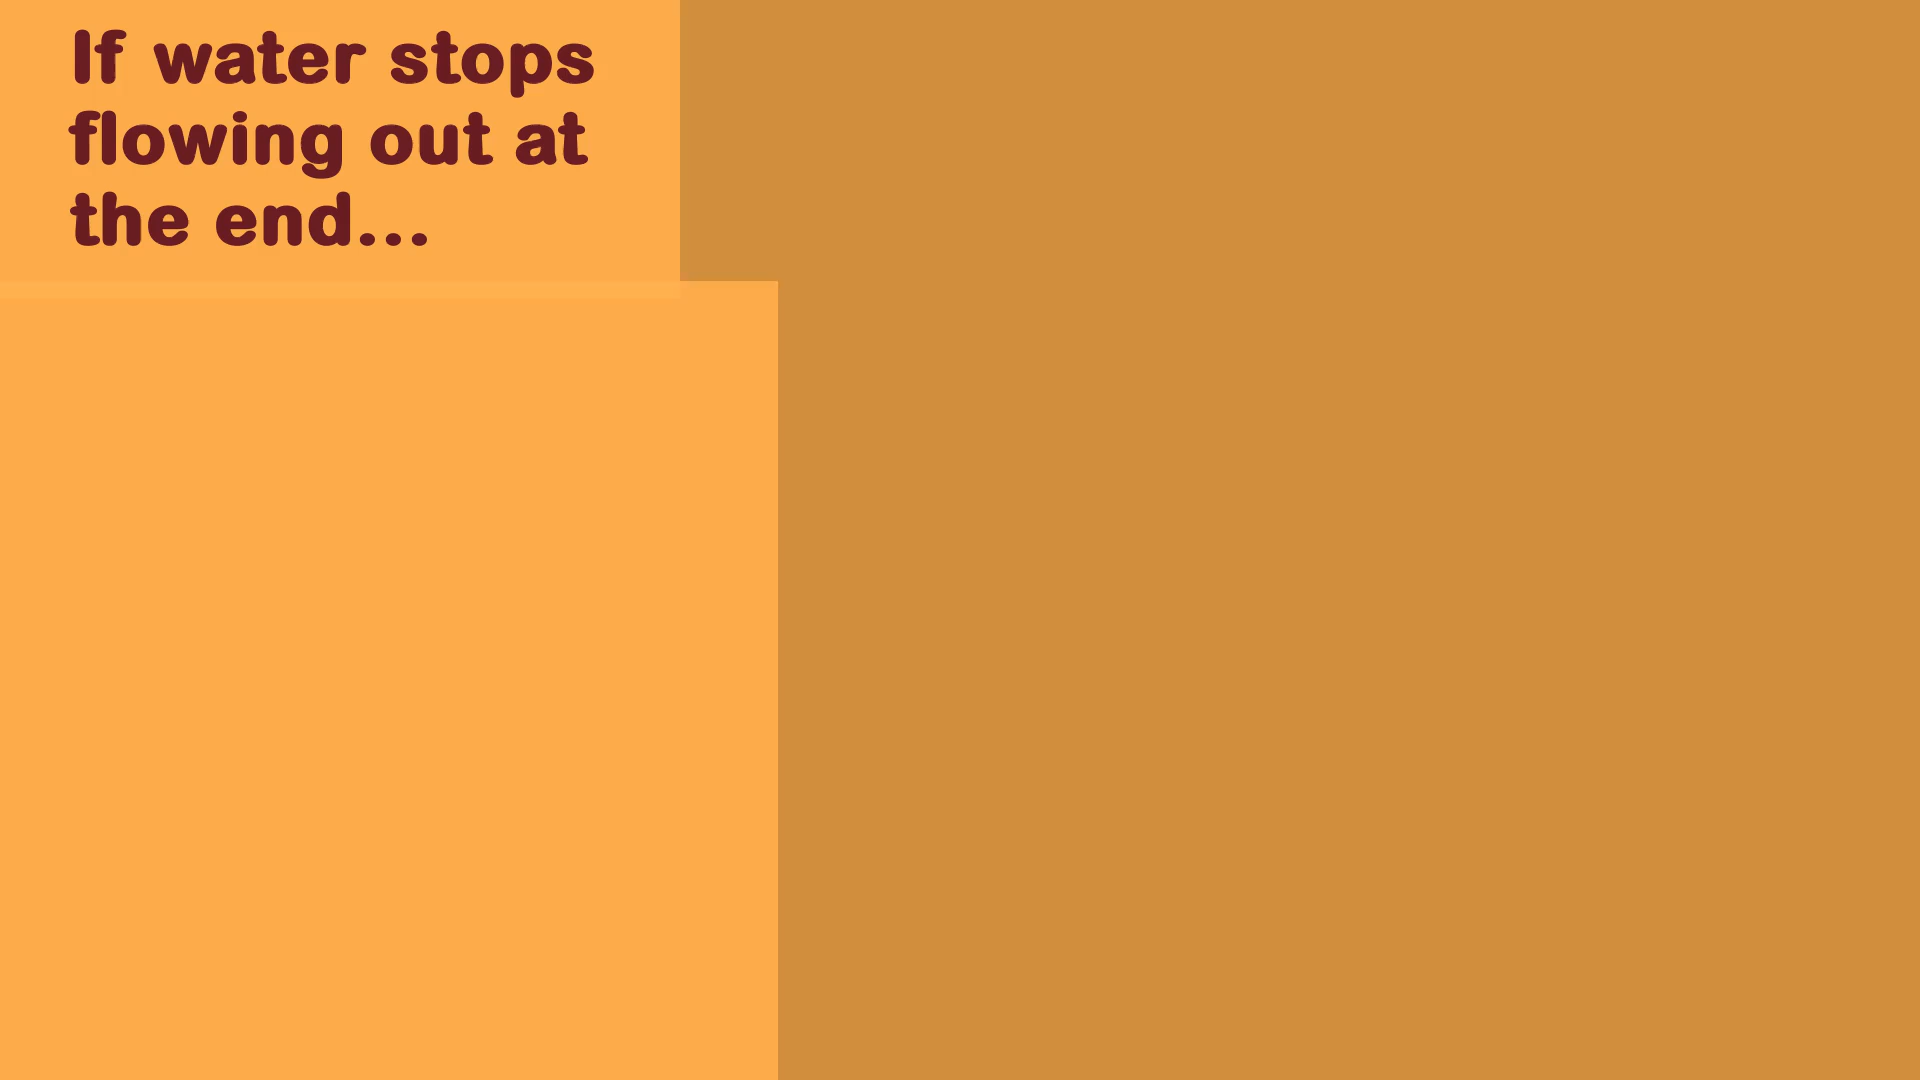 If water stops
flowing out at
the end...